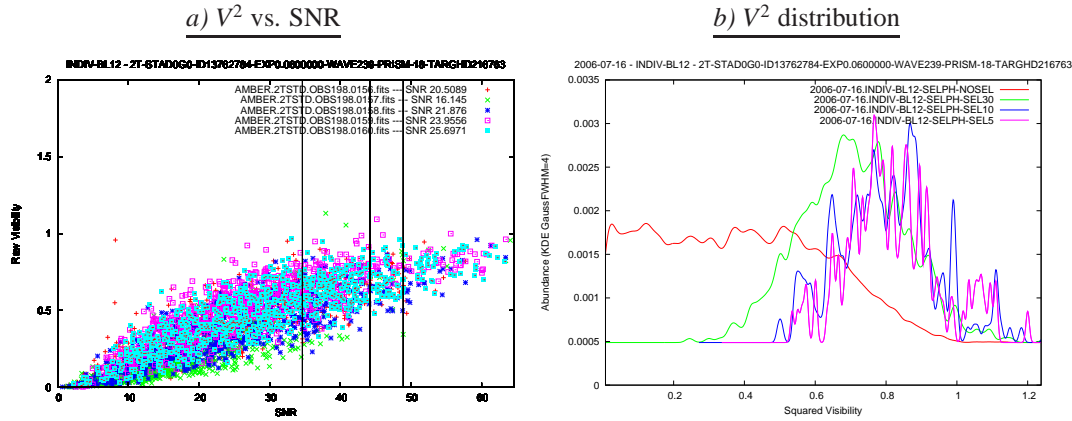 a) V² vs. SNR
INDIV-BL12 - 2T-STAD0G0-ID13762784-EXP0.0600000-WAVE239-PRISM-18-TARGHD216763
AMBER.2TSTD.OBS198.0156.fits --- SNR 20.5089
AMBER.2TSTD.OBS198.0157.fits --- SNR 16.145
AMBER.2TSTD.OBS198.0158.fits --- SNR 21.876
AMBER.2TSTD.OBS198.0159.fits --- SNR 23.9556
AMBER.2TSTD.OBS198.0160.fits --- SNR 25.6971
Raw Visibility
2
1.5
1
0.5
0
0 10 20 30 40 50 60
SNR
b) V² distribution
2006-07-16 - INDIV-BL12 - 2T-STAD0G0-ID13762784-EXP0.0600000-WAVE239-PRISM-18-TARGHD216763
2006-07-16.INDIV-BL12-SELPH-NOSEL
2006-07-16.INDIV-BL12-SELPH-SEL30
2006-07-16.INDIV-BL12-SELPH-SEL10
2006-07-16.INDIV-BL12-SELPH-SEL5
Abundance (KDE GaussFWHM=4)
0.0035
0.003
0.0025
0.002
0.0015
0.001
0.0005
0
0.2 0.4 0.6 0.8 1 1.2
Squared Visibility